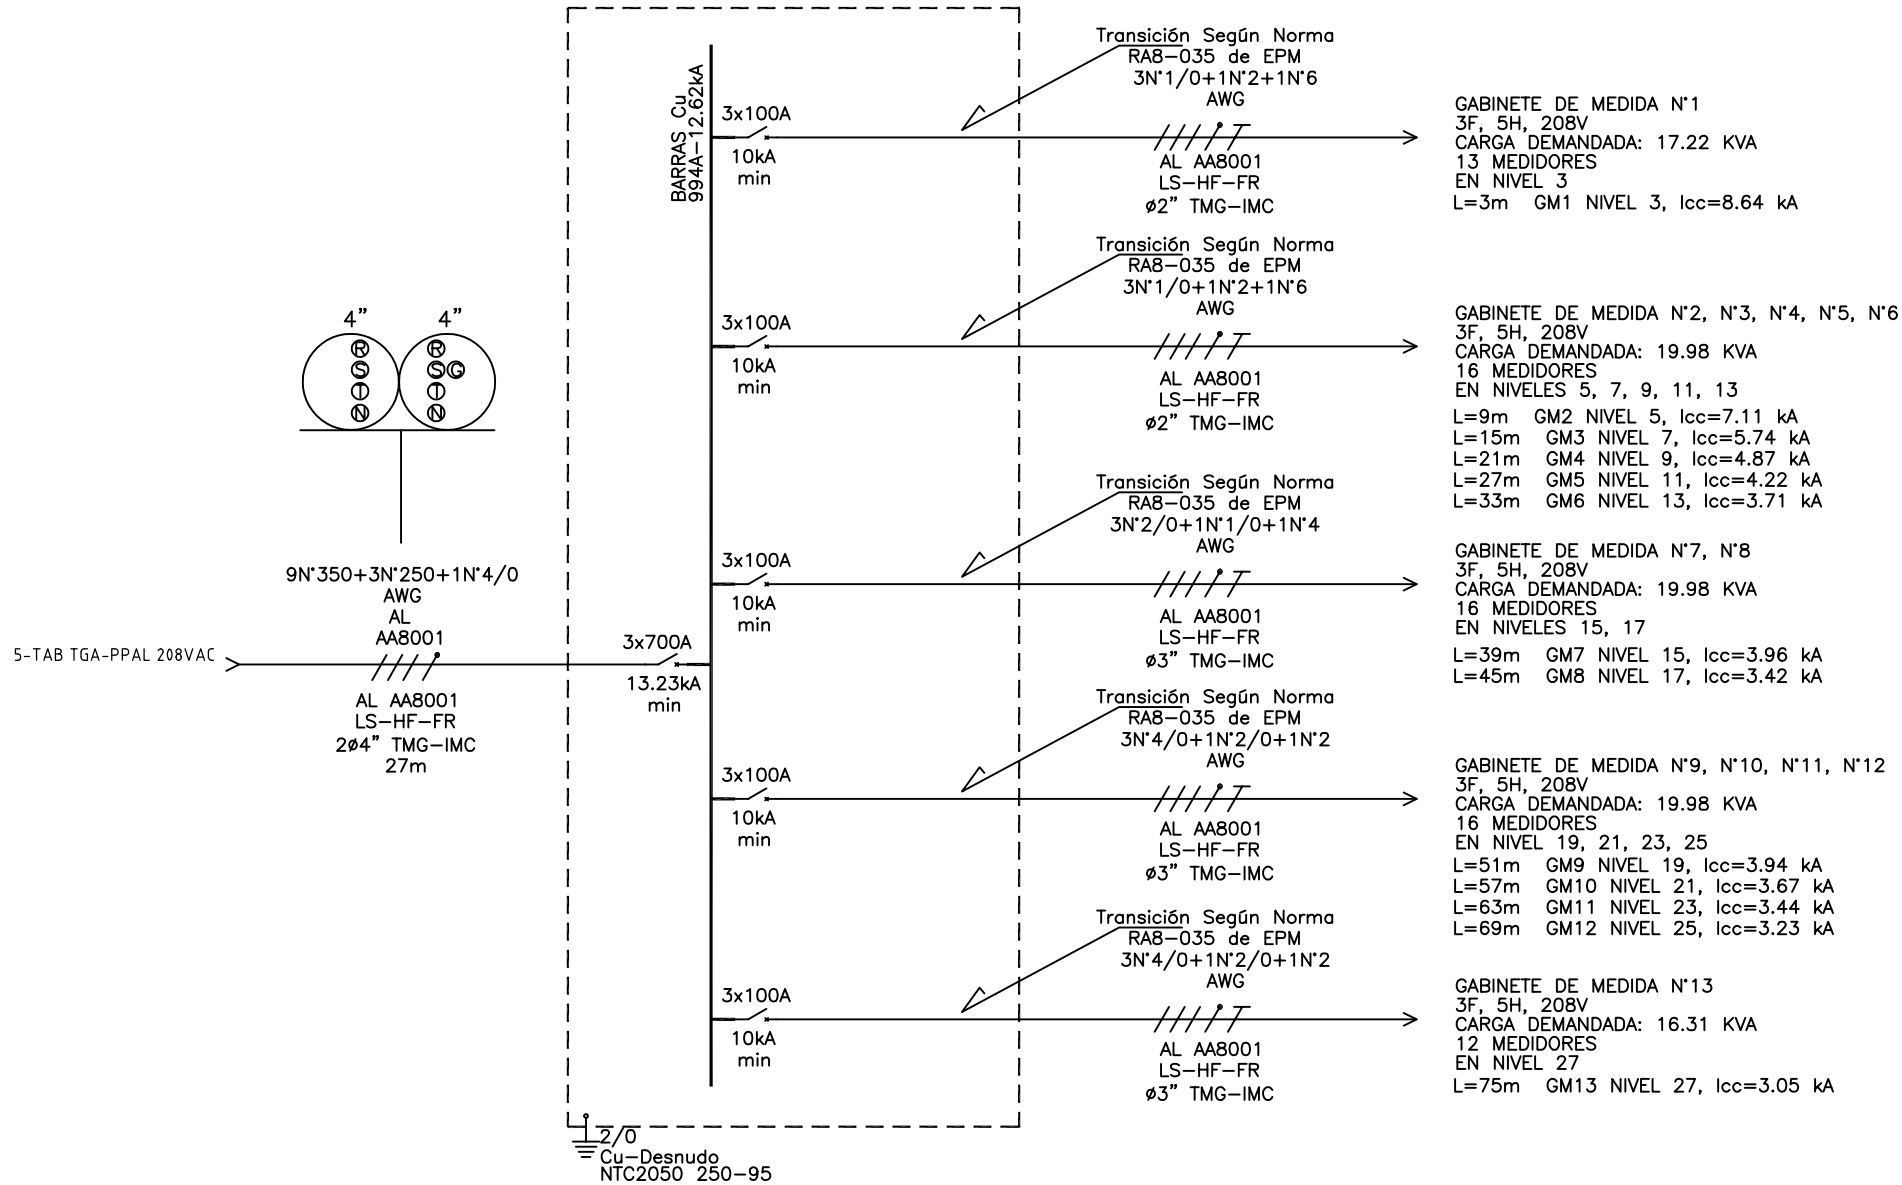 4" 4"
R R
S S G
T T
N N
9N°350+3N°250+1N°4/0
AWG
AL
AA8001
5-TAB TGA-PPAL 208VAC
AL AA8001
LS-HF-FR
2ø4" TMG-IMC
27m
3x700A
13.23kA
min
BARRAS Cu
994A-12.62kA
2/0
Cu-Desnudo
NTC2050 250-95
3x100A
10kA
min
Transición Según Norma
RA8-035 de EPM
3N°1/0+1N°2+1N°6
AWG
AL AA8001
LS-HF-FR
ø2" TMG-IMC
GABINETE DE MEDIDA N°1
3F, 5H, 208V
CARGA DEMANDADA: 17.22 KVA
13 MEDIDORES
EN NIVEL 3
L=3m GM1 NIVEL 3, Icc=8.64 kA
3x100A
10kA
min
Transición Según Norma
RA8-035 de EPM
3N°1/0+1N°2+1N°6
AWG
AL AA8001
LS-HF-FR
ø2" TMG-IMC
GABINETE DE MEDIDA N°2, N°3, N°4, N°5, N°6
3F, 5H, 208V
CARGA DEMANDADA: 19.98 KVA
16 MEDIDORES
EN NIVELES 5, 7, 9, 11, 13
L=9m GM2 NIVEL 5, Icc=7.11 kA
L=15m GM3 NIVEL 7, Icc=5.74 kA
L=21m GM4 NIVEL 9, Icc=4.87 kA
L=27m GM5 NIVEL 11, Icc=4.22 kA
L=33m GM6 NIVEL 13, Icc=3.71 kA
3x100A
10kA
min
Transición Según Norma
RA8-035 de EPM
3N°2/0+1N°1/0+1N°4
AWG
AL AA8001
LS-HF-FR
ø3" TMG-IMC
GABINETE DE MEDIDA N°7, N°8
3F, 5H, 208V
CARGA DEMANDADA: 19.98 KVA
16 MEDIDORES
EN NIVELES 15, 17
L=39m GM7 NIVEL 15, Icc=3.96 kA
L=45m GM8 NIVEL 17, Icc=3.42 kA
3x100A
10kA
min
Transición Según Norma
RA8-035 de EPM
3N°4/0+1N°2/0+1N°2
AWG
AL AA8001
LS-HF-FR
ø3" TMG-IMC
GABINETE DE MEDIDA N°9, N°10, N°11, N°12
3F, 5H, 208V
CARGA DEMANDADA: 19.98 KVA
16 MEDIDORES
EN NIVEL 19, 21, 23, 25
L=51m GM9 NIVEL 19, Icc=3.94 kA
L=57m GM10 NIVEL 21, Icc=3.67 kA
L=63m GM11 NIVEL 23, Icc=3.44 kA
L=69m GM12 NIVEL 25, Icc=3.23 kA
3x100A
10kA
min
Transición Según Norma
RA8-035 de EPM
3N°4/0+1N°2/0+1N°2
AWG
AL AA8001
LS-HF-FR
ø3" TMG-IMC
GABINETE DE MEDIDA N°13
3F, 5H, 208V
CARGA DEMANDADA: 16.31 KVA
12 MEDIDORES
EN NIVEL 27
L=75m GM13 NIVEL 27, Icc=3.05 kA